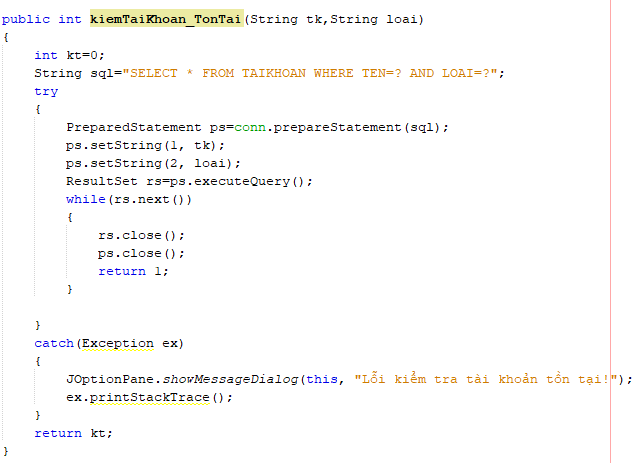 public int kiemTaiKhoan_TonTai(String tk,String loai)
{
int kt=0;
String sql="SELECT * FROM TAIKHOAN WHERE TEN=? AND LOAI=?";
try
{
PreparedStatement ps=conn.prepareStatement(sql);
ps.setString(1, tk);
ps.setString(2, loai);
ResultSet rs=ps.executeQuery();
while(rs.next())
{
rs.close();
ps.close();
return 1;
}
}
catch(Exception ex)
{
JOptionPane.showMessageDialog(this, "Lỗi kiểm tra tài khoản tồn tại!");
ex.printStackTrace();
}
return kt;
}